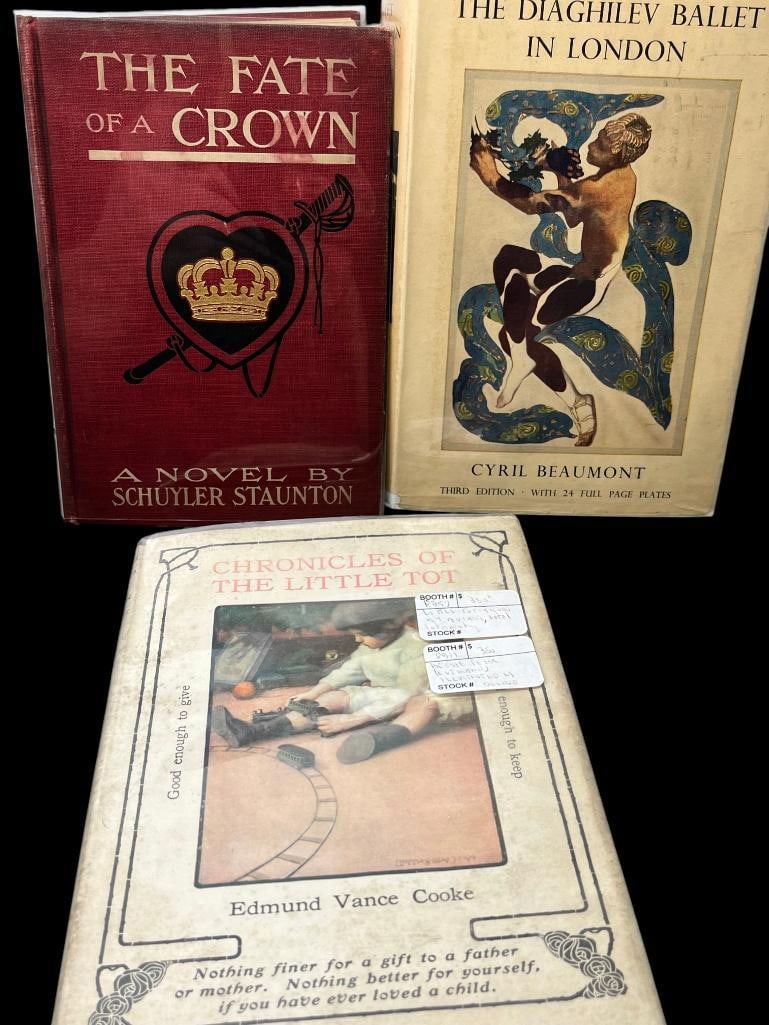 THE FATE
OF A CROWN
A NOVEL BY
SCHUYLER STAUNTON
THE DIAGHILEV BALLET
IN LONDON
CYRIL BEAUMONT
THIRD EDITION · WITH 24 FULL PAGE PLATES
CHRONICLES OF
THE LITTLE TOT
BOOTH # $
STOCK #
BOOTH # $
STOCK #
Good enough to give
enough to keep
Edmund Vance Cooke
Nothing finer for a gift to a father
or mother. Nothing better for yourself,
if you have ever loved a child.